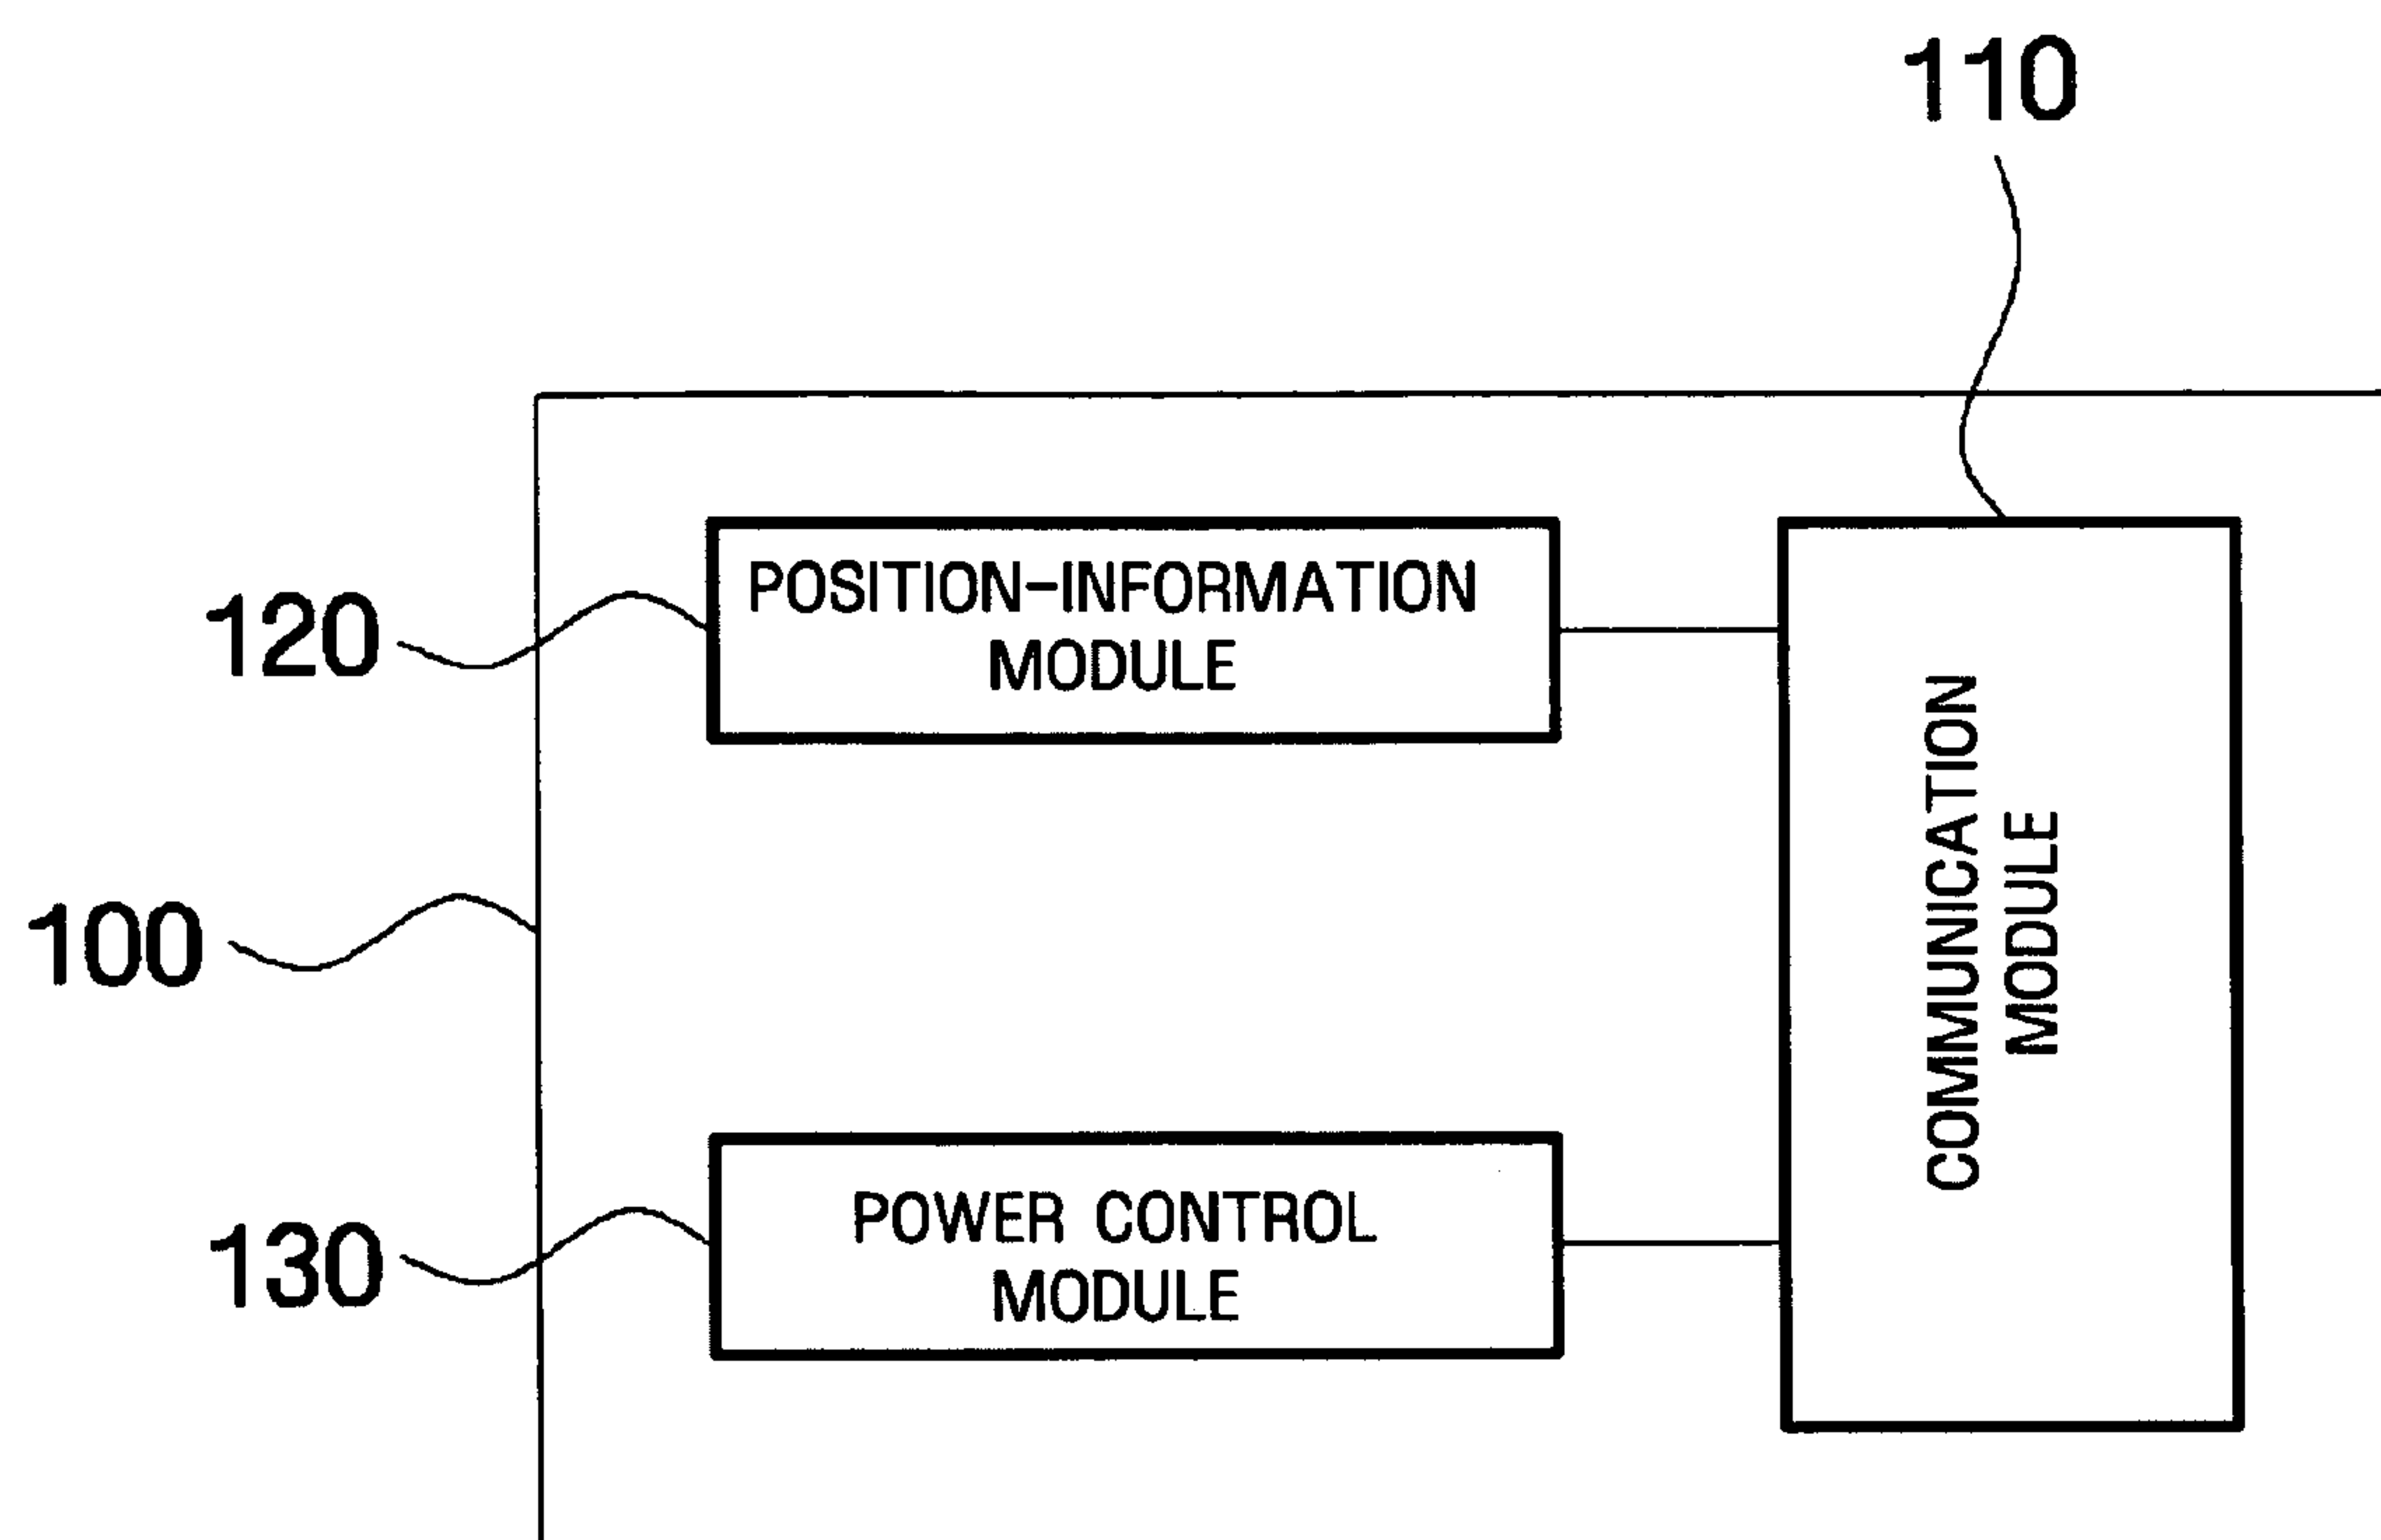 110
120
POSITION-INFORMATION
MODULE
COMMUNICATION
MODULE
100
130
POWER CONTROL
MODULE